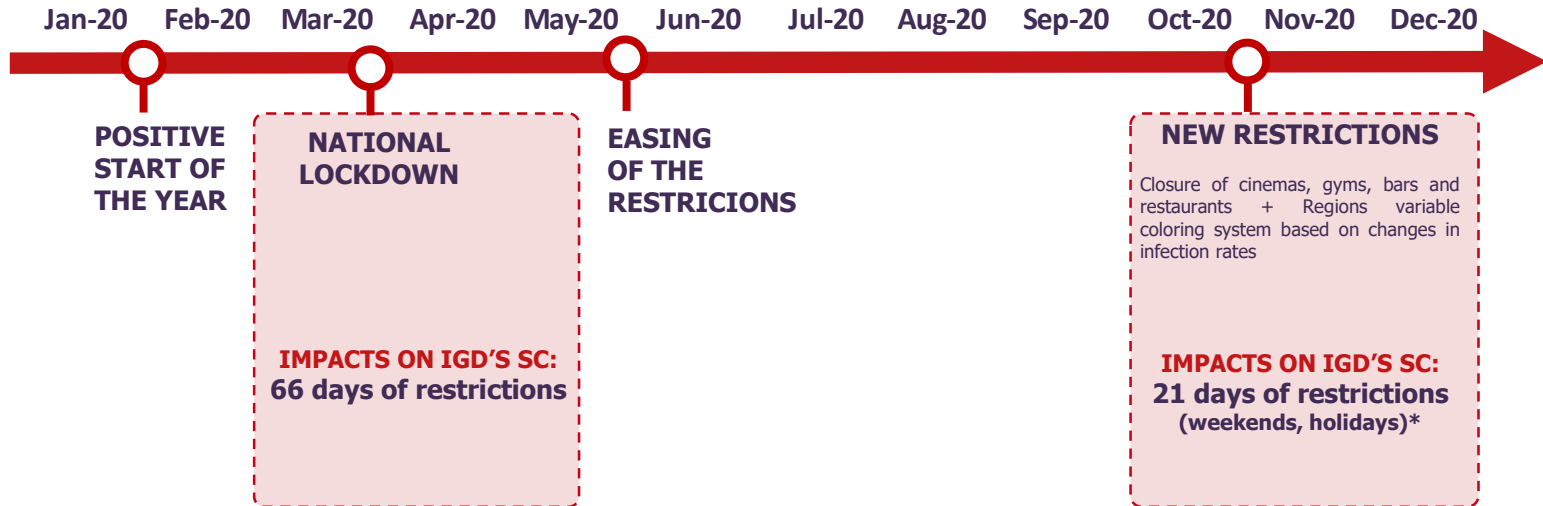 Jan-20 Feb-20 Mar-20 Apr-20 May-20 Jun-20 Jul-20 Aug-20 Sep-20 Oct-20 Nov-20 Dec-20
POSITIVE
START OF
THE YEAR
NATIONAL
LOCKDOWN
IMPACTS ON IGD’S SC:
66 days of restrictions
EASING
OF THE
RESTRICIONS
NEW RESTRICTIONS
Closure of cinemas, gyms, bars and
restaurants + Regions variable
coloring system based on changes in
infection rates
IMPACTS ON IGD’S SC:
21 days of restrictions
(weekends, holidays)*